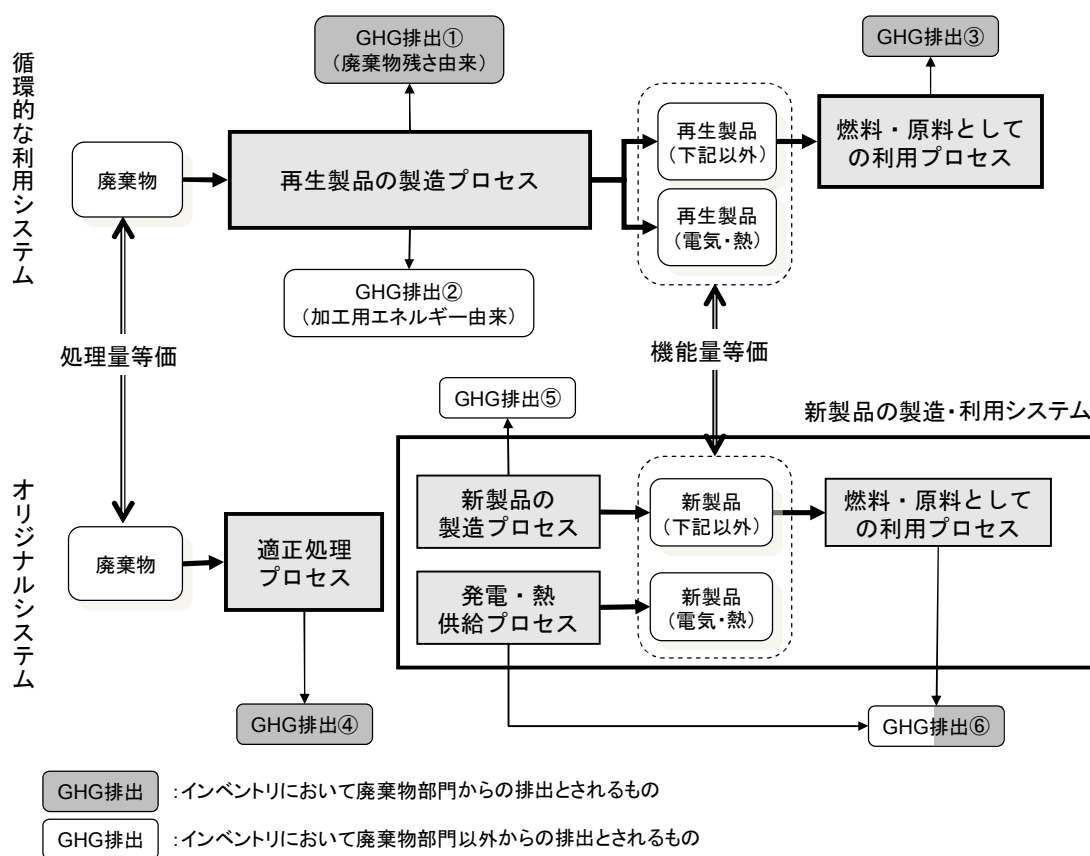 循環的な利用システム
GHG排出①
（廃棄物残さ由来）
GHG排出③
廃棄物
再生製品の製造プロセス
再生製品
（下記以外）
再生製品
（電気・熱）
燃料・原料として
の利用プロセス
GHG排出②
（加工用エネルギー由来）
処理量等価
機能量等価
オリジナルシステム
GHG排出⑤
新製品の製造・利用システム
廃棄物
適正処理
プロセス
新製品の
製造プロセス
新製品
（下記以外）
燃料・原料として
の利用プロセス
発電・熱
供給プロセス
新製品
（電気・熱）
GHG排出④
GHG排出⑥
GHG排出
：インベントリにおいて廃棄物部門からの排出とされるもの
GHG排出
：インベントリにおいて廃棄物部門以外からの排出とされるもの